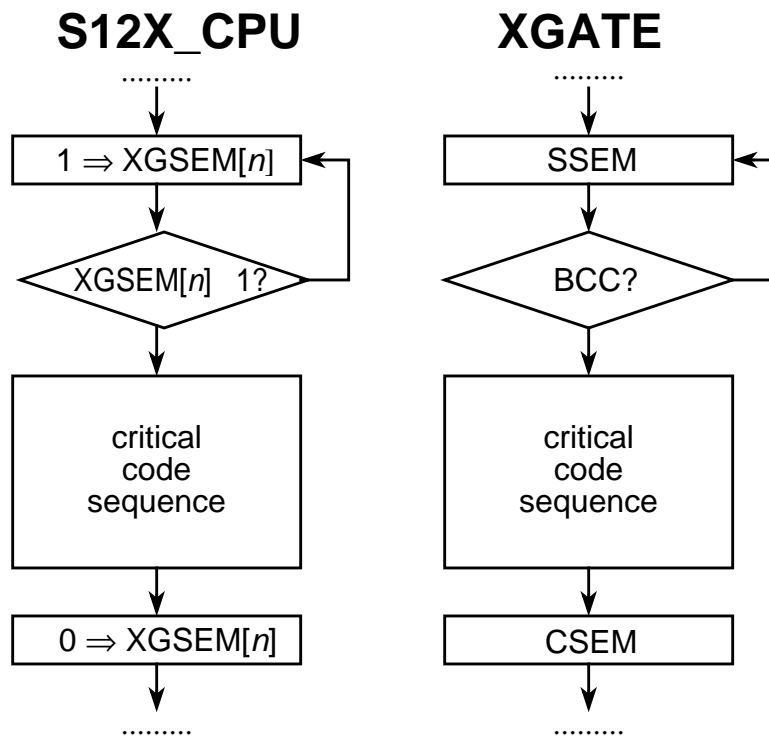 S12X_CPU
.........
1 ⇒ XGSEM[n]
XGSEM[n] 1?
critical
code
sequence
0 ⇒ XGSEM[n]
.........
XGATE
.........
SSEM
BCC?
critical
code
sequence
CSEM
.........